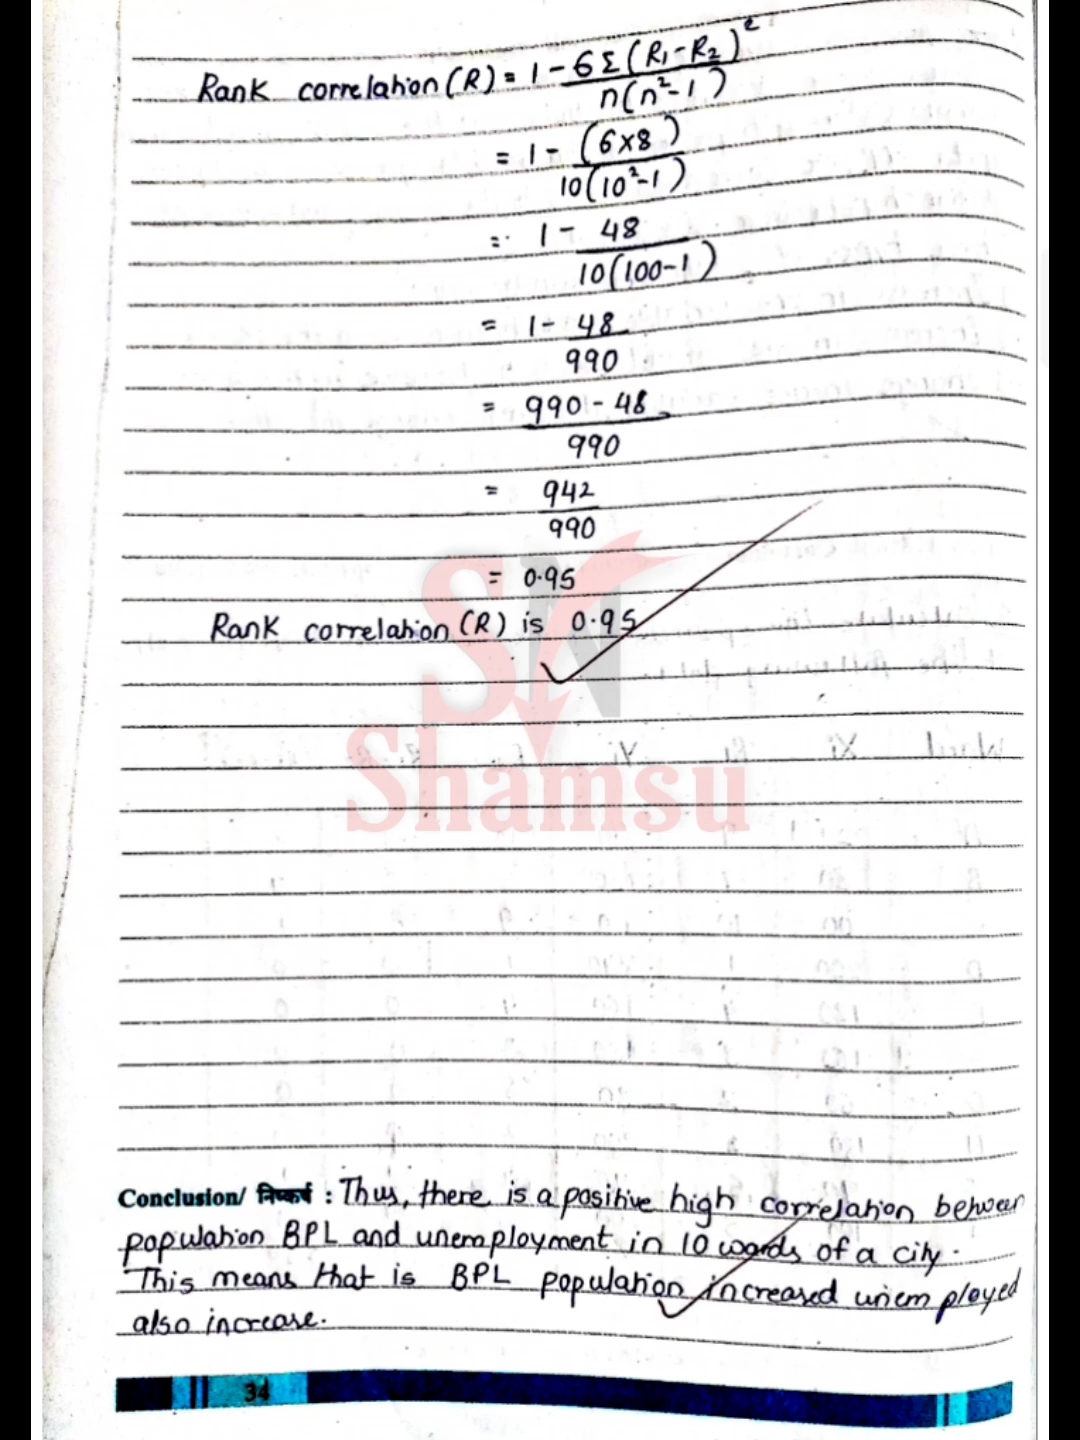 Rank correlation (R) = 1 - 6 Σ (R₁-R₂)² / n(n²-1)
= 1 - (6×8) / 10(10²-1)
= 1 - 48 / 10(100-1)
= 1 - 48 / 990
= 990 - 48 / 990
= 942 / 990
= 0.95
Rank correlation (R) is 0.95
SN
Shamsu
Conclusion/ निष्कर्ष : Thus, there is a positive high correlation between
population BPL and unemployment in 10 words of a city.
This means that is BPL population increased unemployed
also increase.
34